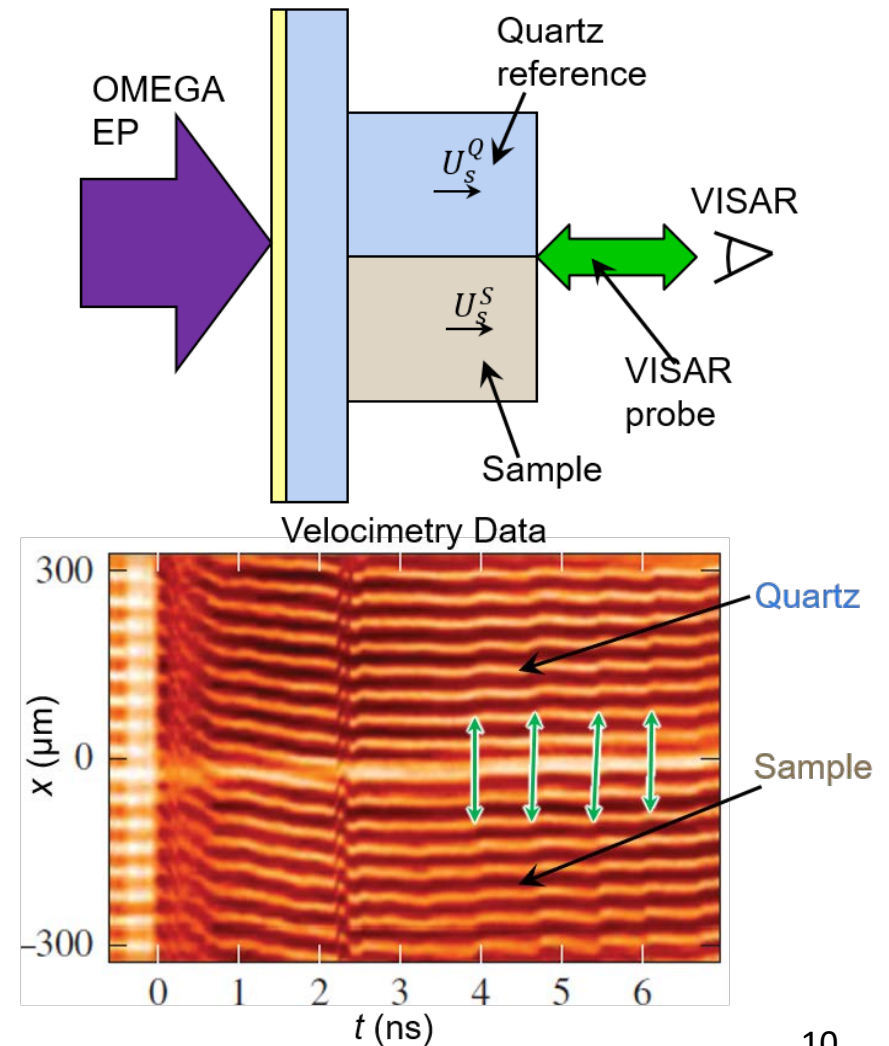 Quartz
reference
OMEGA
EP
U_s^Q
VISAR
U_s^S
VISAR
probe
Sample
Velocimetry Data
300
Quartz
x (μm)
0
Sample
–300
0 1 2 3 4 5 6
t (ns)
10